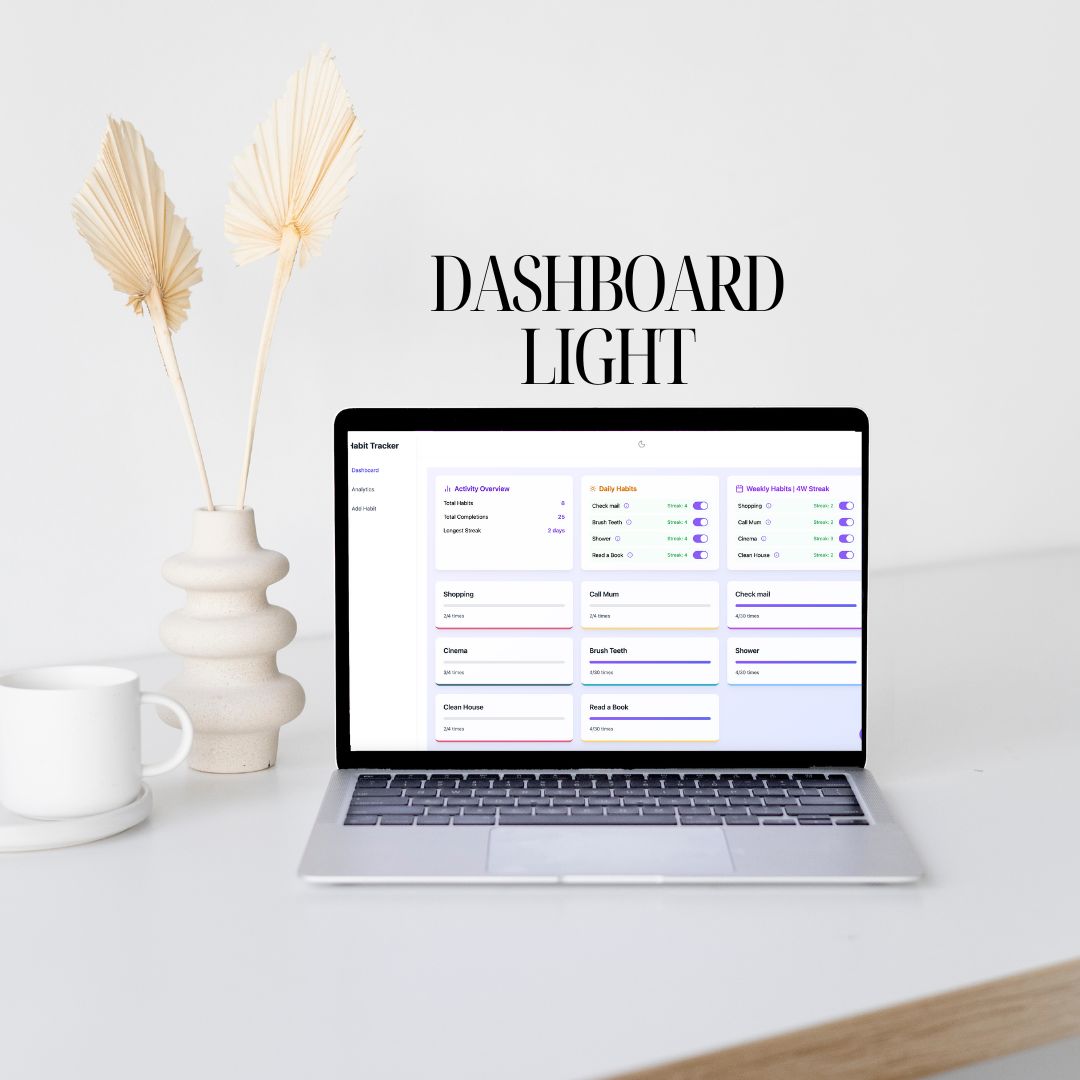 DASHBOARD
LIGHT
Habit Tracker
Dashboard
Analytics
Add Habit
Activity Overview
Total Habits 8
Total Completions 25
Longest Streak 2 days
Daily Habits
Check mail Streak: 4
Brush Teeth Streak: 4
Shower Streak: 4
Read a Book Streak: 4
Weekly Habits | 4W Streak
Shopping Streak: 2
Call Mum Streak: 2
Cinema Streak: 3
Clean House Streak: 2
Shopping
2/4 times
Call Mum
2/4 times
Check mail
4/30 times
Cinema
3/4 times
Brush Teeth
4/30 times
Shower
4/30 times
Clean House
2/4 times
Read a Book
4/30 times